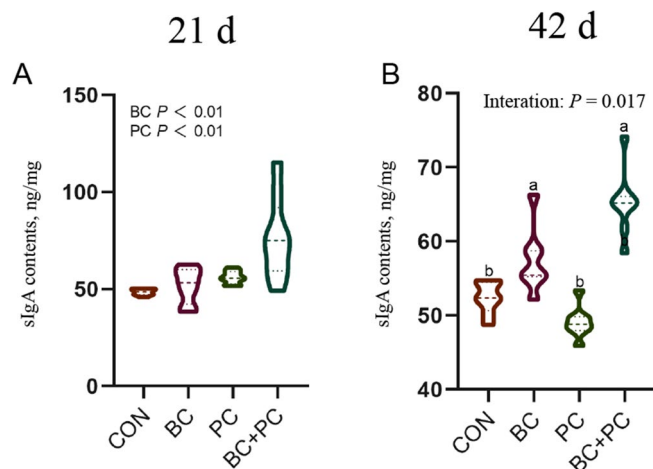 21 d
42 d
A
BC P < 0.01
PC P < 0.01
sIgA contents, ng/mg
150
100
50
0
CON
BC
PC
BC+PC
B
Interation: P = 0.017
sIgA contents, ng/mg
80
70
60
50
40
b
a
b
a
b
CON
BC
PC
BC+PC